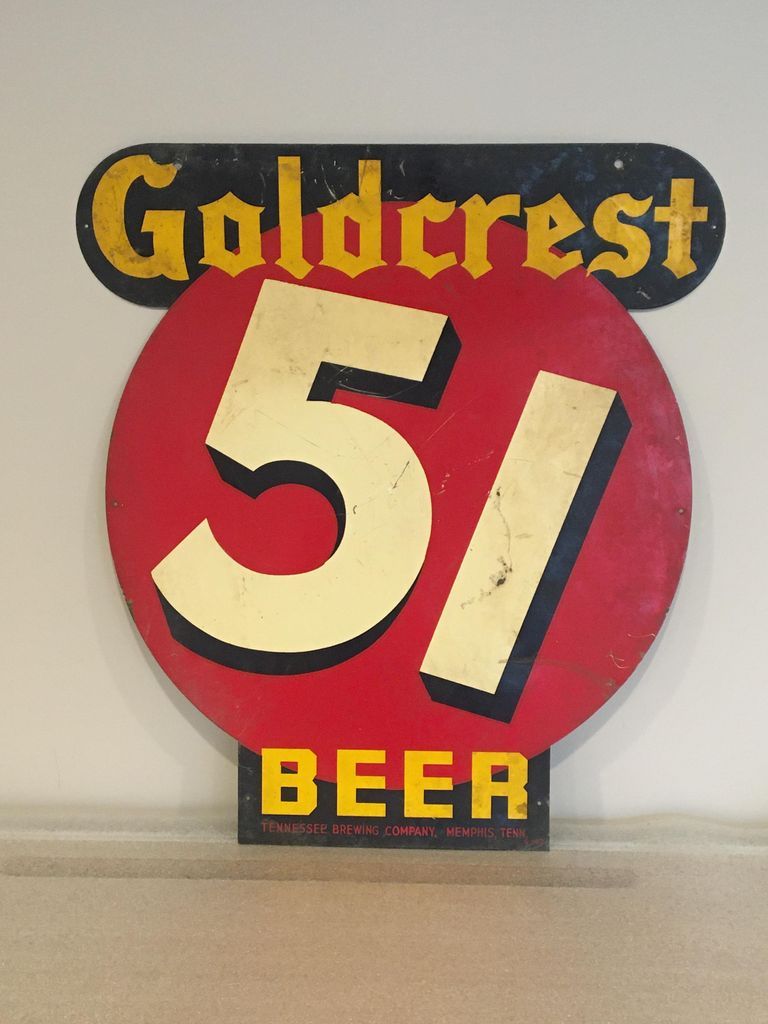 Goldcrest
51
BEER
TENNESSEE BREWING COMPANY, MEMPHIS, TENN.